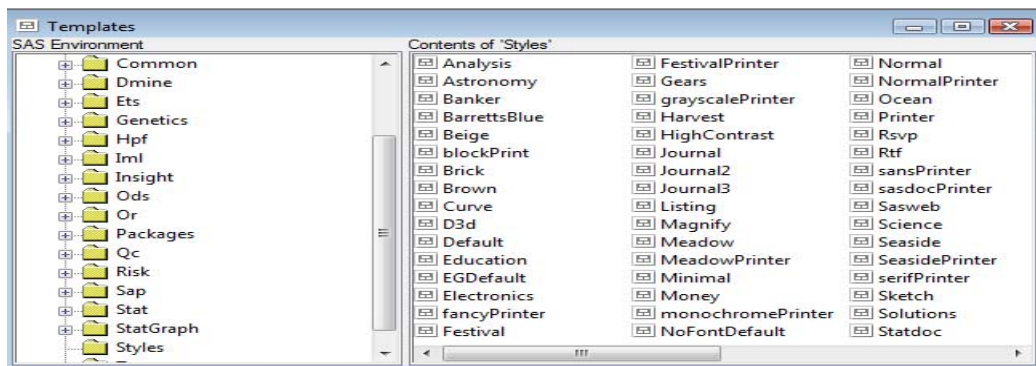 Templates
SAS Environment
Common
Dmine
Ets
Genetics
Hpf
Iml
Insight
Ods
Or
Packages
Qc
Risk
Sap
Stat
StatGraph
Styles
Contents of 'Styles'
Analysis
Astronomy
Banker
BarrettsBlue
Beige
blockPrint
Brick
Brown
Curve
D3d
Default
Education
EGDefault
Electronics
fancyPrinter
Festival
FestivalPrinter
Gears
grayscalePrinter
Harvest
HighContrast
Journal
Journal2
Journal3
Listing
Magnify
Meadow
MeadowPrinter
Minimal
Money
monochromePrinter
NoFontDefault
Normal
NormalPrinter
Ocean
Printer
Rsvp
Rtf
sansPrinter
sasdocPrinter
Sasweb
Science
Seaside
SeasidePrinter
serifPrinter
Sketch
Solutions
Statdoc